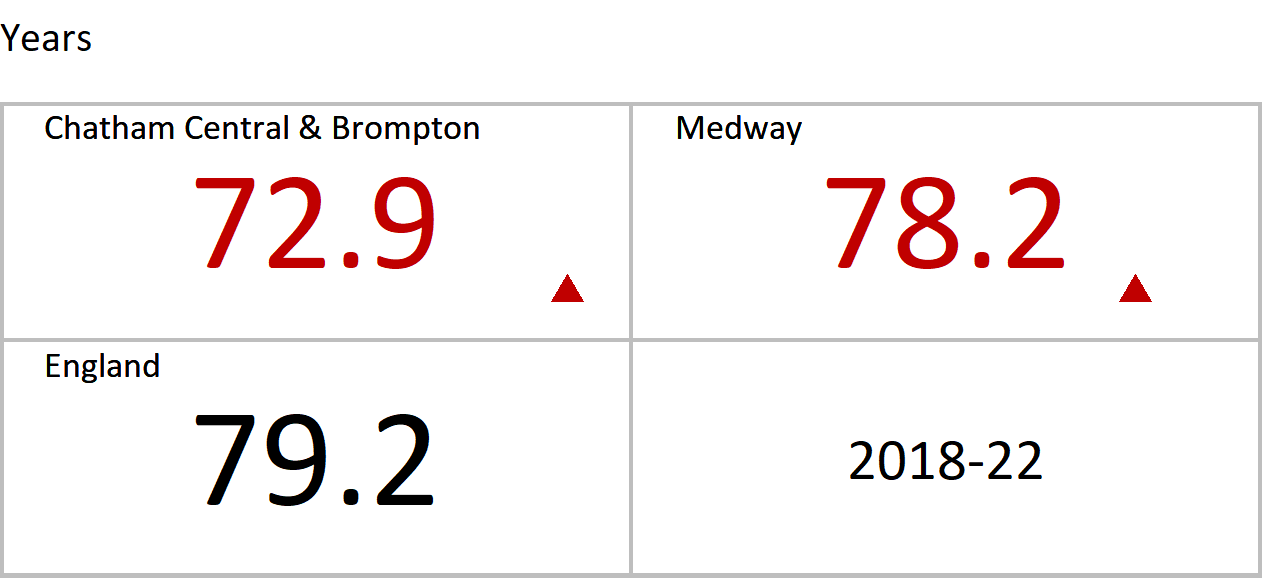 Years
Chatham Central & Brompton
72.9
Medway
78.2
England
79.2
2018-22